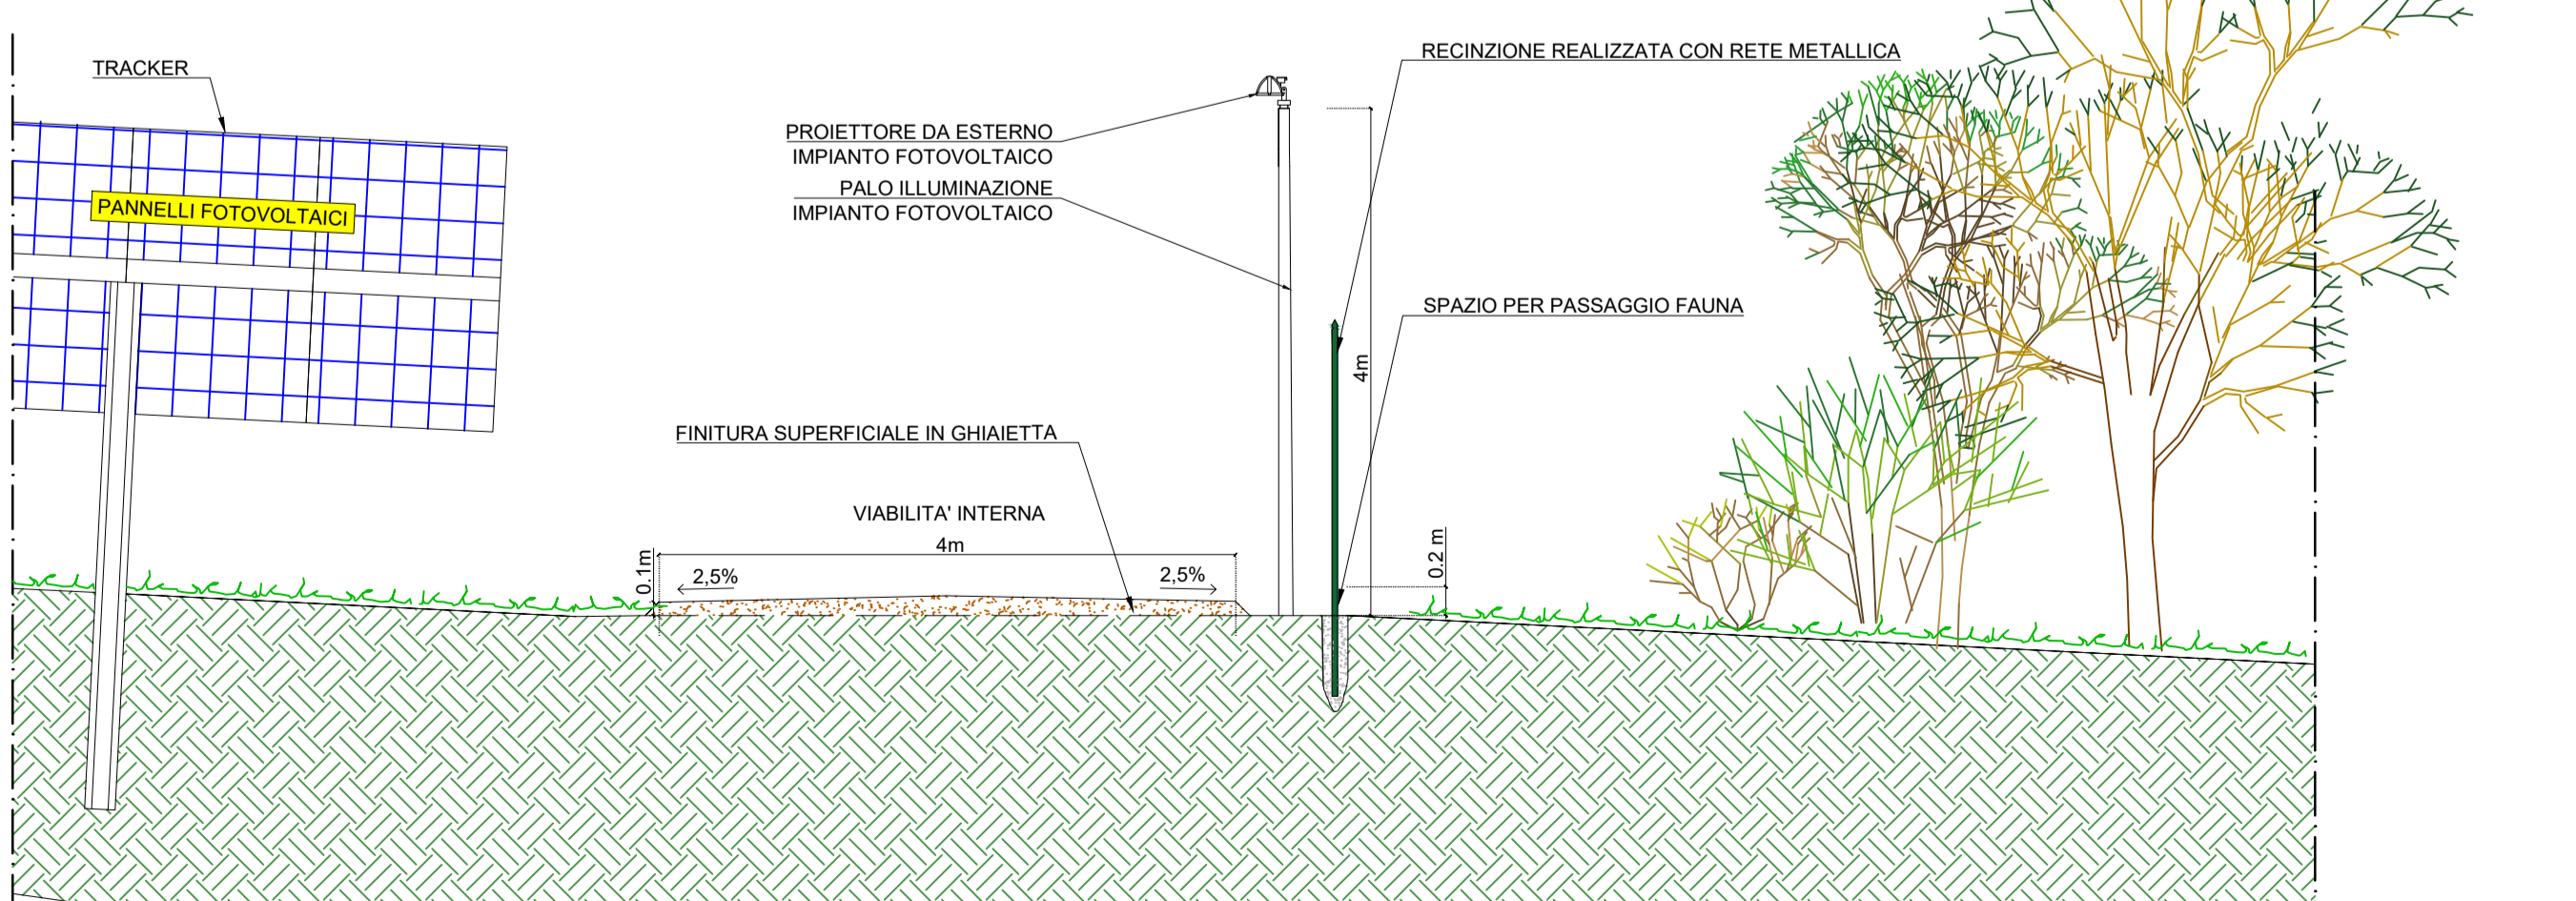 TRACKER
PANNELLI FOTOVOLTAICI
PROIETTORE DA ESTERNO
IMPIANTO FOTOVOLTAICO
PALO ILLUMINAZIONE
IMPIANTO FOTOVOLTAICO
RECINZIONE REALIZZATA CON RETE METALLICA
SPAZIO PER PASSAGGIO FAUNA
4m
FINITURA SUPERFICIALE IN GHIAIETTA
VIABILITA' INTERNA
4m
0.1m
2,5%
2,5%
0.2 m